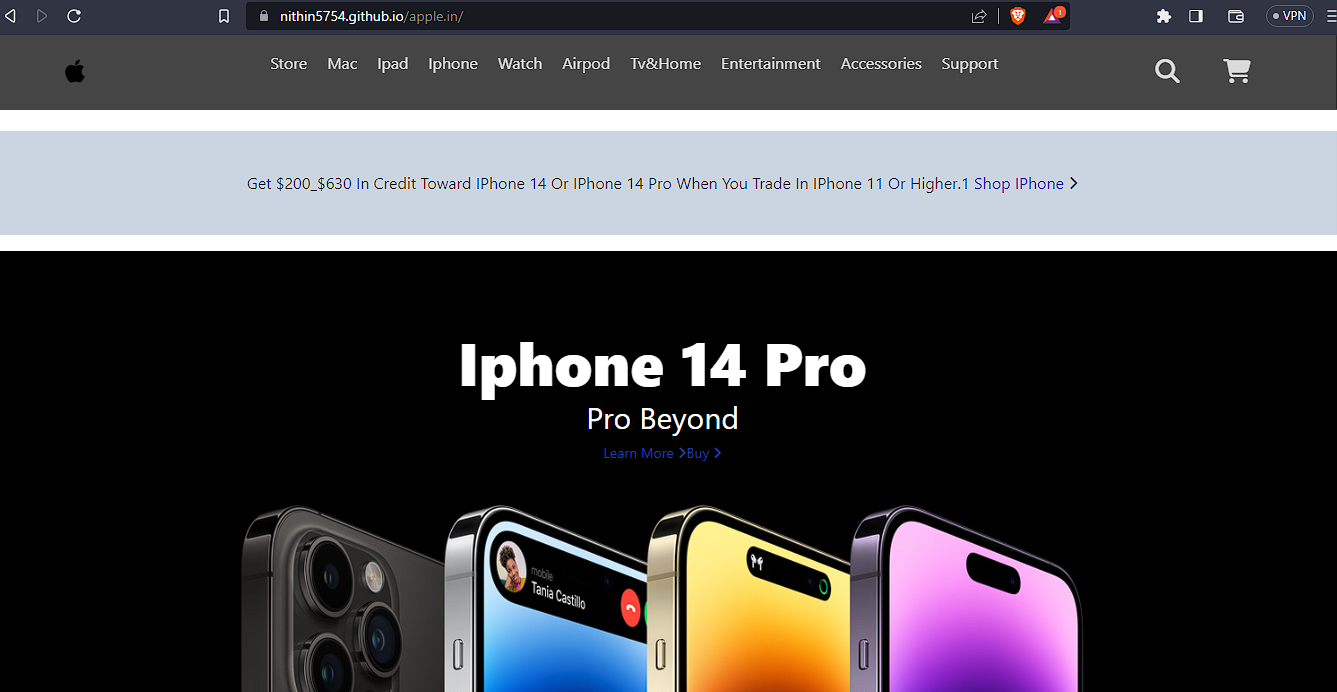 nithin5754.github.io/apple.in/
1
VPN
Store Mac Ipad Iphone Watch Airpod Tv&Home Entertainment Accessories Support
Get $200_$630 In Credit Toward IPhone 14 Or IPhone 14 Pro When You Trade In IPhone 11 Or Higher.1 Shop IPhone
Iphone 14 Pro
Pro Beyond
Learn More Buy
mobile
Tania Castillo